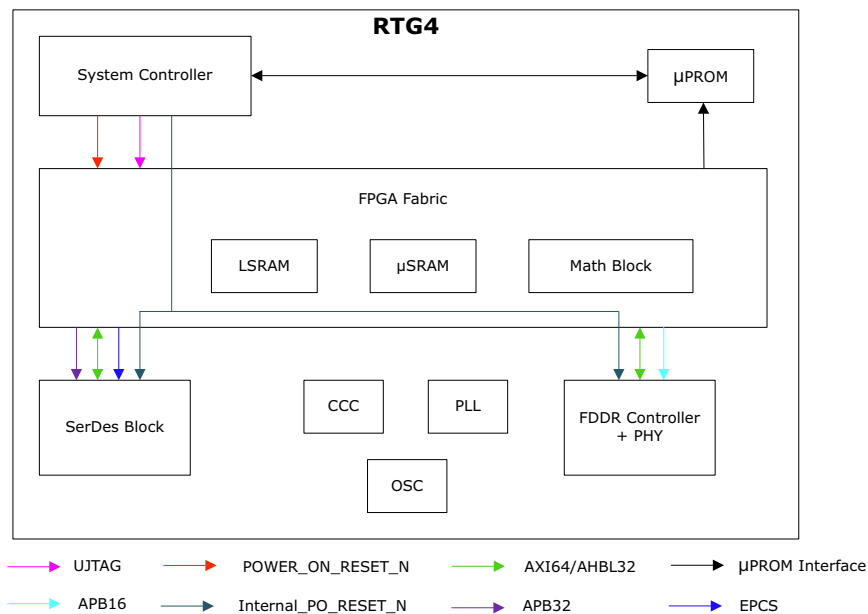 RTG4
System Controller
µPROM
FPGA Fabric
LSRAM
µSRAM
Math Block
SerDes Block
CCC
PLL
FDDR Controller
+ PHY
OSC
UJTAG
POWER_ON_RESET_N
AXI64/AHBL32
µPROM Interface
APB16
Internal_PO_RESET_N
APB32
EPCS